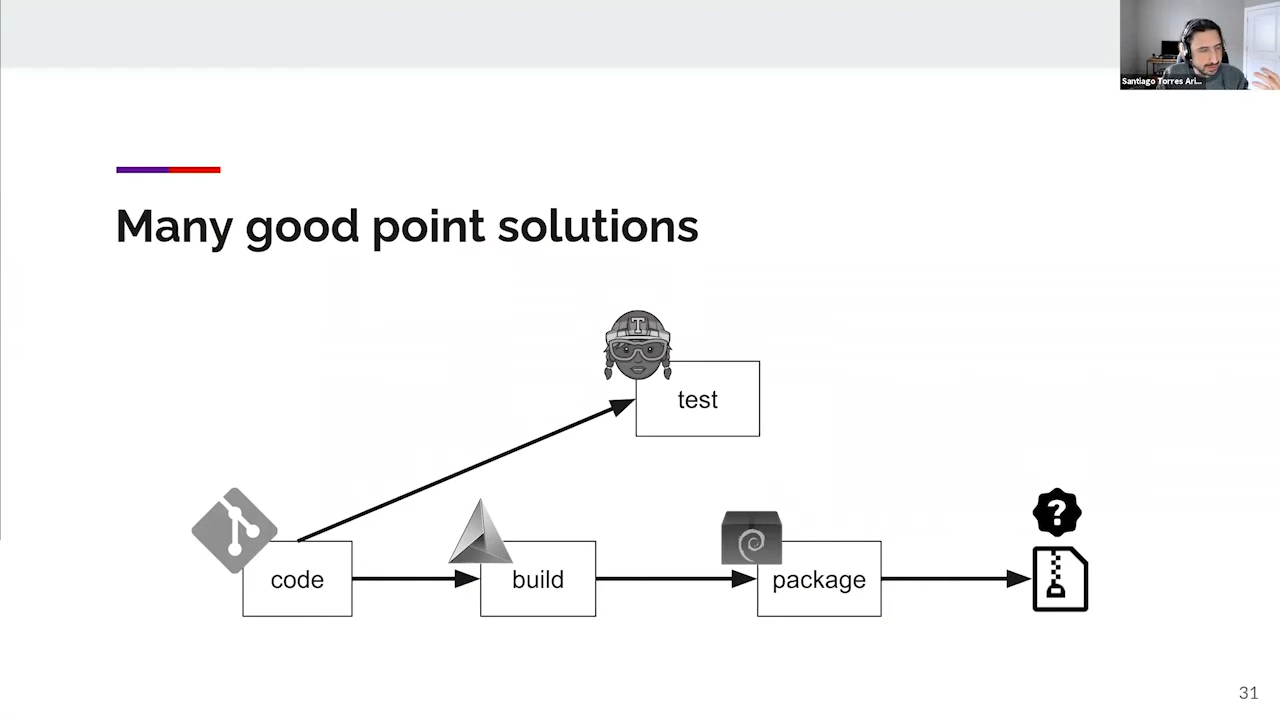 Santiago Torres Ari...
Many good point solutions
T
test
?
code
build
package
31